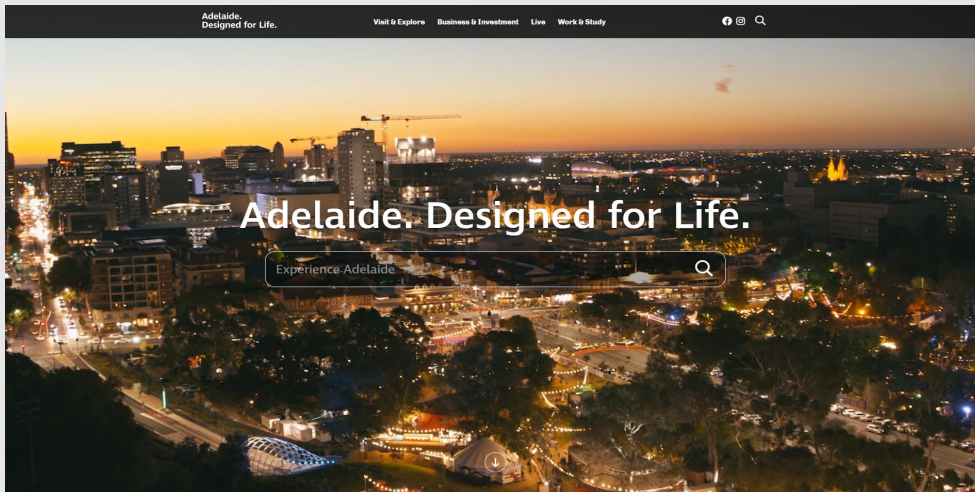 Adelaide.
Designed for Life.
Visit & Explore Business & Investment Live Work & Study
Adelaide. Designed for Life.
Experience Adelaide